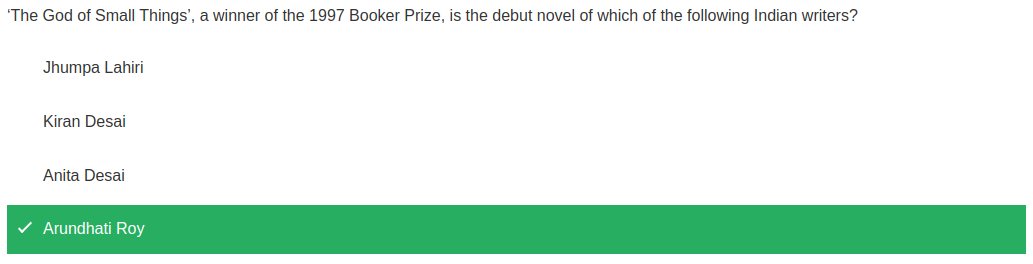 ‘The God of Small Things’, a winner of the 1997 Booker Prize, is the debut novel of which of the following Indian writers?
Jhumpa Lahiri
Kiran Desai
Anita Desai
Arundhati Roy